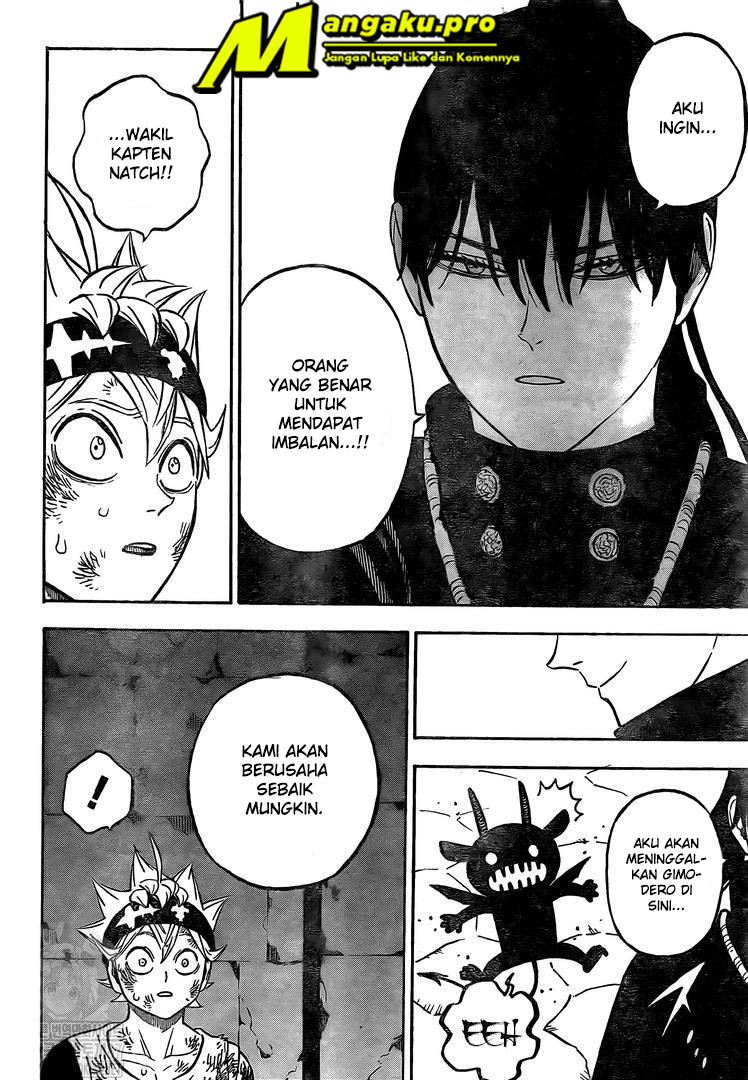 Mangaku.pro
Jangan Lupa Like dan Komennya
AKU
INGIN...
ORANG
YANG BENAR
UNTUK
MENDAPAT
IMBALAN...!!
...WAKIL
KAPTEN
NATCH!!
AKU AKAN
MENINGGAL-
KAN GIMO-
DERO DI
SINI...
EEH
KAMI AKAN
BERUSAHA
SEBAIK
MUNGKIN.
!